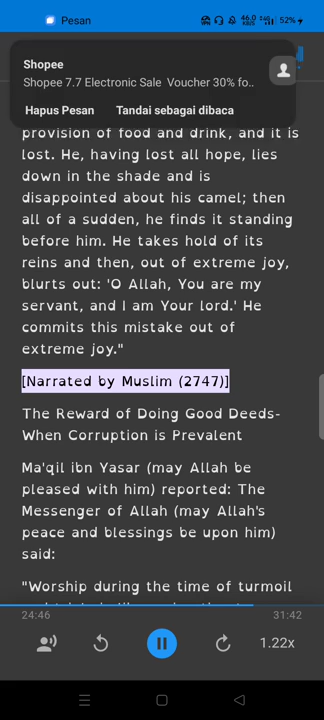 Pesan
46.0
52%
Shopee
Shopee 7.7 Electronic Sale Voucher 30% fo..
Hapus Pesan Tandai sebagai dibaca
provision of food and drink, and it is
lost. He, having lost all hope, lies
down in the shade and is
disappointed about his camel; then
all of a sudden, he finds it standing
before him. He takes hold of its
reins and then, out of extreme joy,
blurts out: 'O Allah, You are my
servant, and I am Your lord.' He
commits this mistake out of
extreme joy."
[Narrated by Muslim (2747)]
The Reward of Doing Good Deeds-
When Corruption is Prevalent
Ma'qil ibn Yasar (may Allah be
pleased with him) reported: The
Messenger of Allah (may Allah's
peace and blessings be upon him)
said:
"Worship during the time of turmoil
24:46 31:42
1.22x